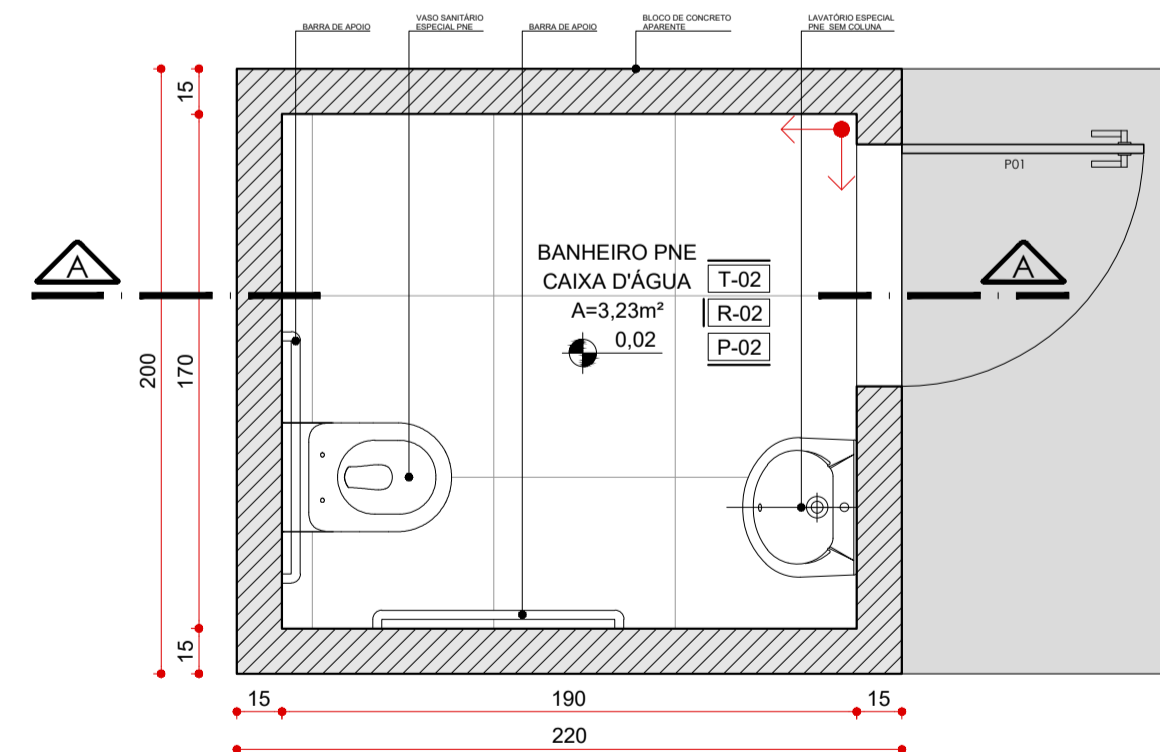 BARRA DE APOIO
VASO SANITÁRIO
ESPECIAL PNE
BARRA DE APOIO
BLOCO DE CONCRETO
APARENTE
LAVATÓRIO ESPECIAL
PNE SEM COLUNA
15
P01
A
A
BANHEIRO PNE
CAIXA D'ÁGUA
T-02
A=3,23m²
R-02
0,02
P-02
200
170
15
15
190
15
220